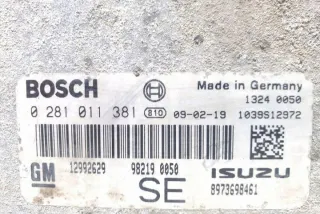 BOSCH Made in Germany
1324 0050
0 281 011 381 810 09-02-19 1039S12972
GM 12992629 98219 0050 ISUZU
SE 8973698461